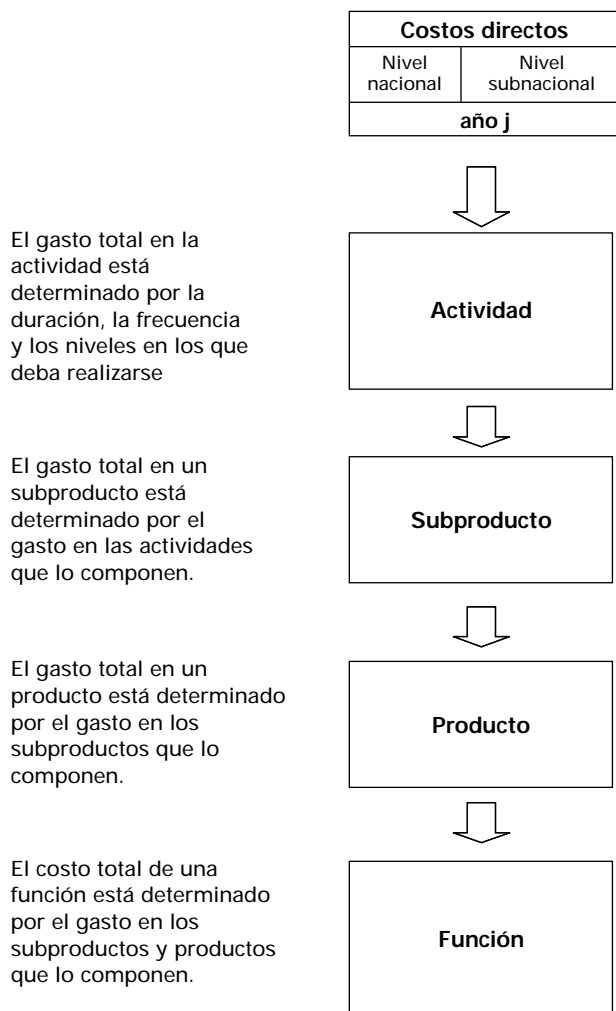 Costos directos
Nivel nacional
Nivel subnacional
año j
El gasto total en la
actividad está
determinado por la
duración, la frecuencia
y los niveles en los que
deba realizarse
Actividad
El gasto total en un
subproducto está
determinado por el
gasto en las actividades
que lo componen.
Subproducto
El gasto total en un
producto está determinado
por el gasto en los
subproductos que lo
componen.
Producto
El costo total de una
función está determinado
por el gasto en los
subproductos y productos
que lo componen.
Función